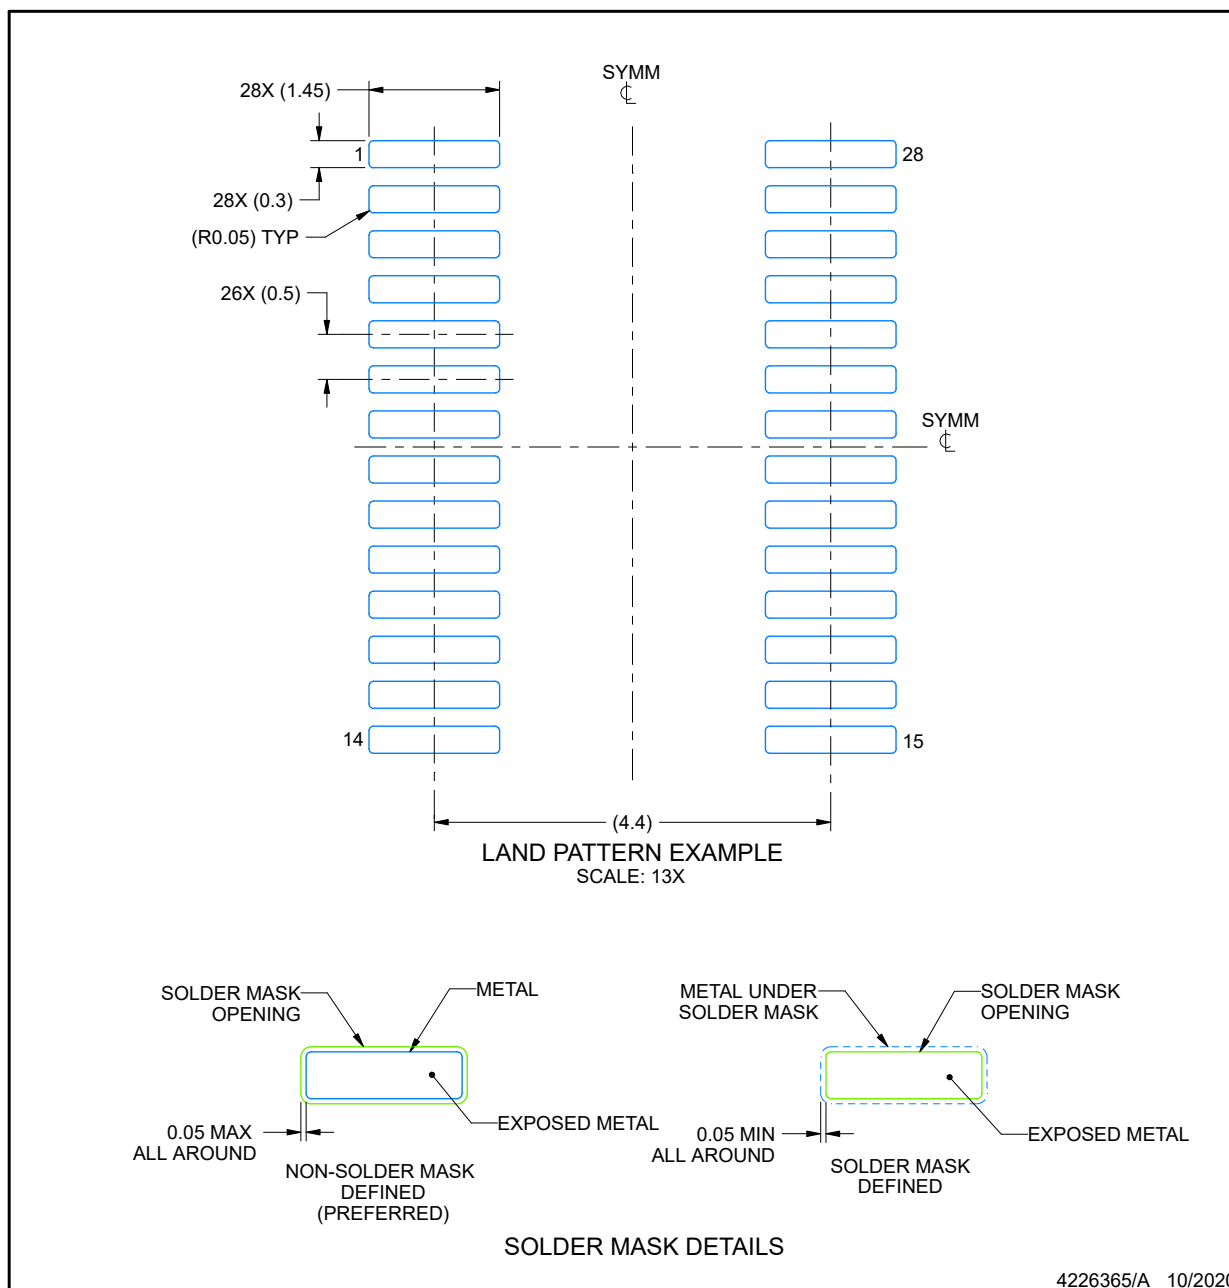 SYMM
℄
28X (1.45)
1
28
28X (0.3)
(R0.05) TYP
26X (0.5)
SYMM
℄
14
15
(4.4)
LAND PATTERN EXAMPLE
SCALE: 13X
SOLDER MASK
OPENING
METAL
EXPOSED METAL
0.05 MAX
ALL AROUND
NON-SOLDER MASK
DEFINED
(PREFERRED)
METAL UNDER
SOLDER MASK
SOLDER MASK
OPENING
EXPOSED METAL
0.05 MIN
ALL AROUND
SOLDER MASK
DEFINED
SOLDER MASK DETAILS
4226365/A 10/2020